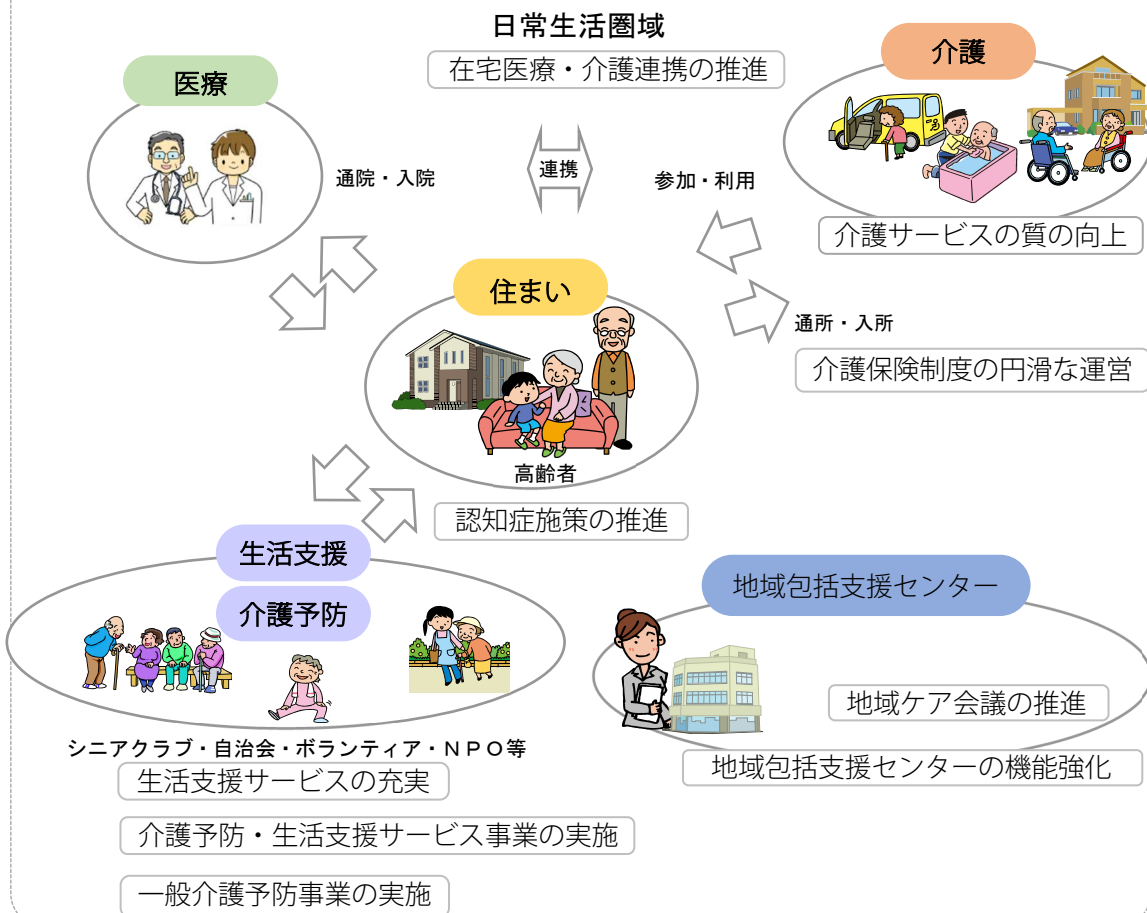 日常生活圏域
在宅医療・介護連携の推進
医療
介護
通院・入院
連携
参加・利用
介護サービスの質の向上
住まい
通所・入所
介護保険制度の円滑な運営
高齢者
認知症施策の推進
生活支援
介護予防
地域包括支援センター
地域ケア会議の推進
シニアクラブ・自治会・ボランティア・ＮＰＯ等
地域包括支援センターの機能強化
生活支援サービスの充実
介護予防・生活支援サービス事業の実施
一般介護予防事業の実施